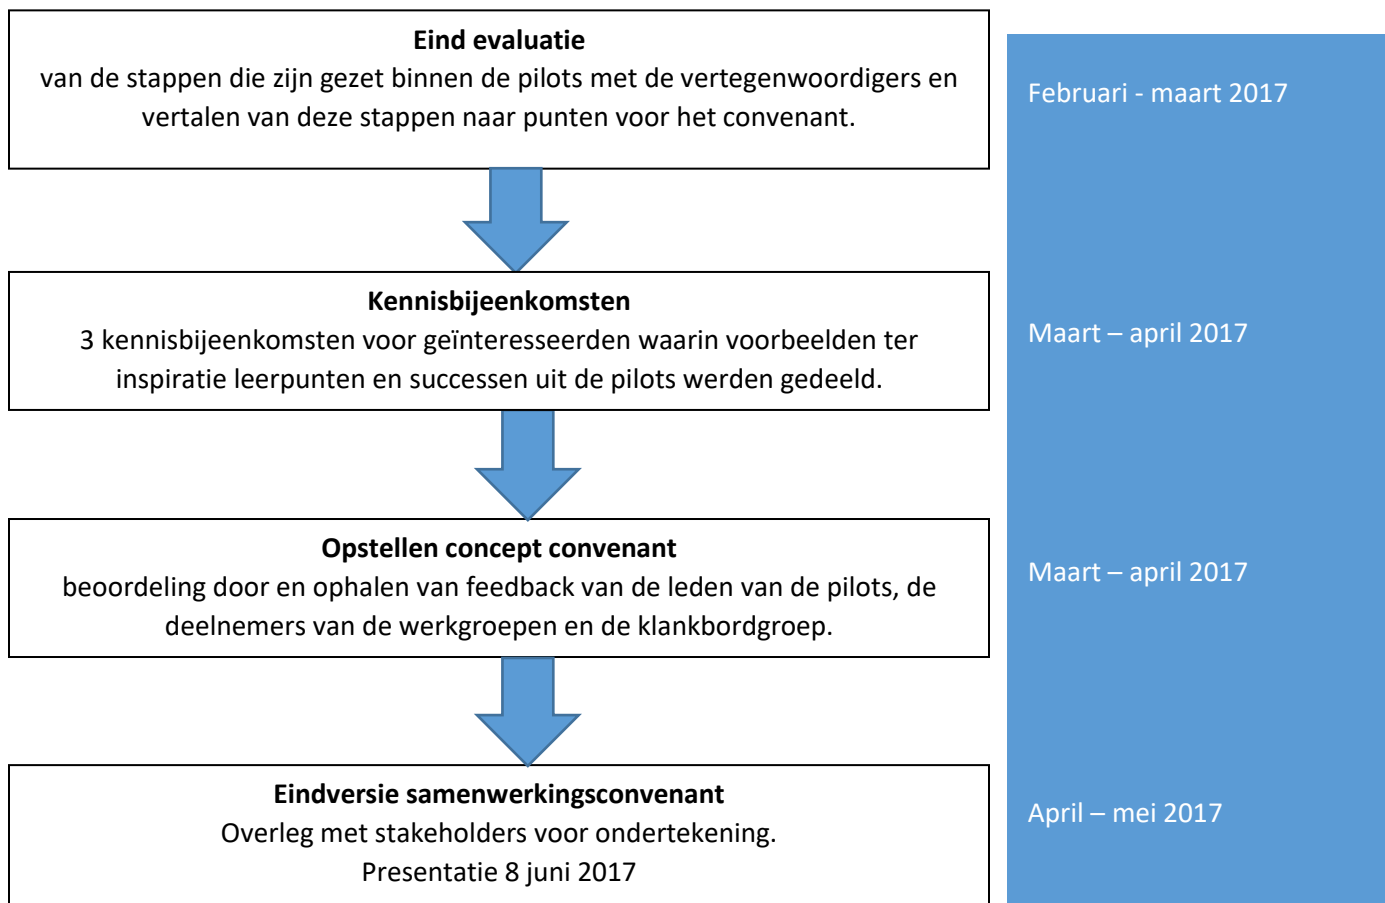 Eind evaluatie
van de stappen die zijn gezet binnen de pilots met de vertegenwoordigers en
vertalen van deze stappen naar punten voor het convenant.
Februari - maart 2017
Kennisbijeenkomsten
3 kennisbijeenkomsten voor geïnteresseerden waarin voorbeelden ter
inspiratie leerpunten en successen uit de pilots werden gedeeld.
Maart – april 2017
Opstellen concept convenant
beoordeling door en ophalen van feedback van de leden van de pilots, de
deelnemers van de werkgroepen en de klankbordgroep.
Maart – april 2017
Eindversie samenwerkingsconvenant
Overleg met stakeholders voor ondertekening.
Presentatie 8 juni 2017
April – mei 2017